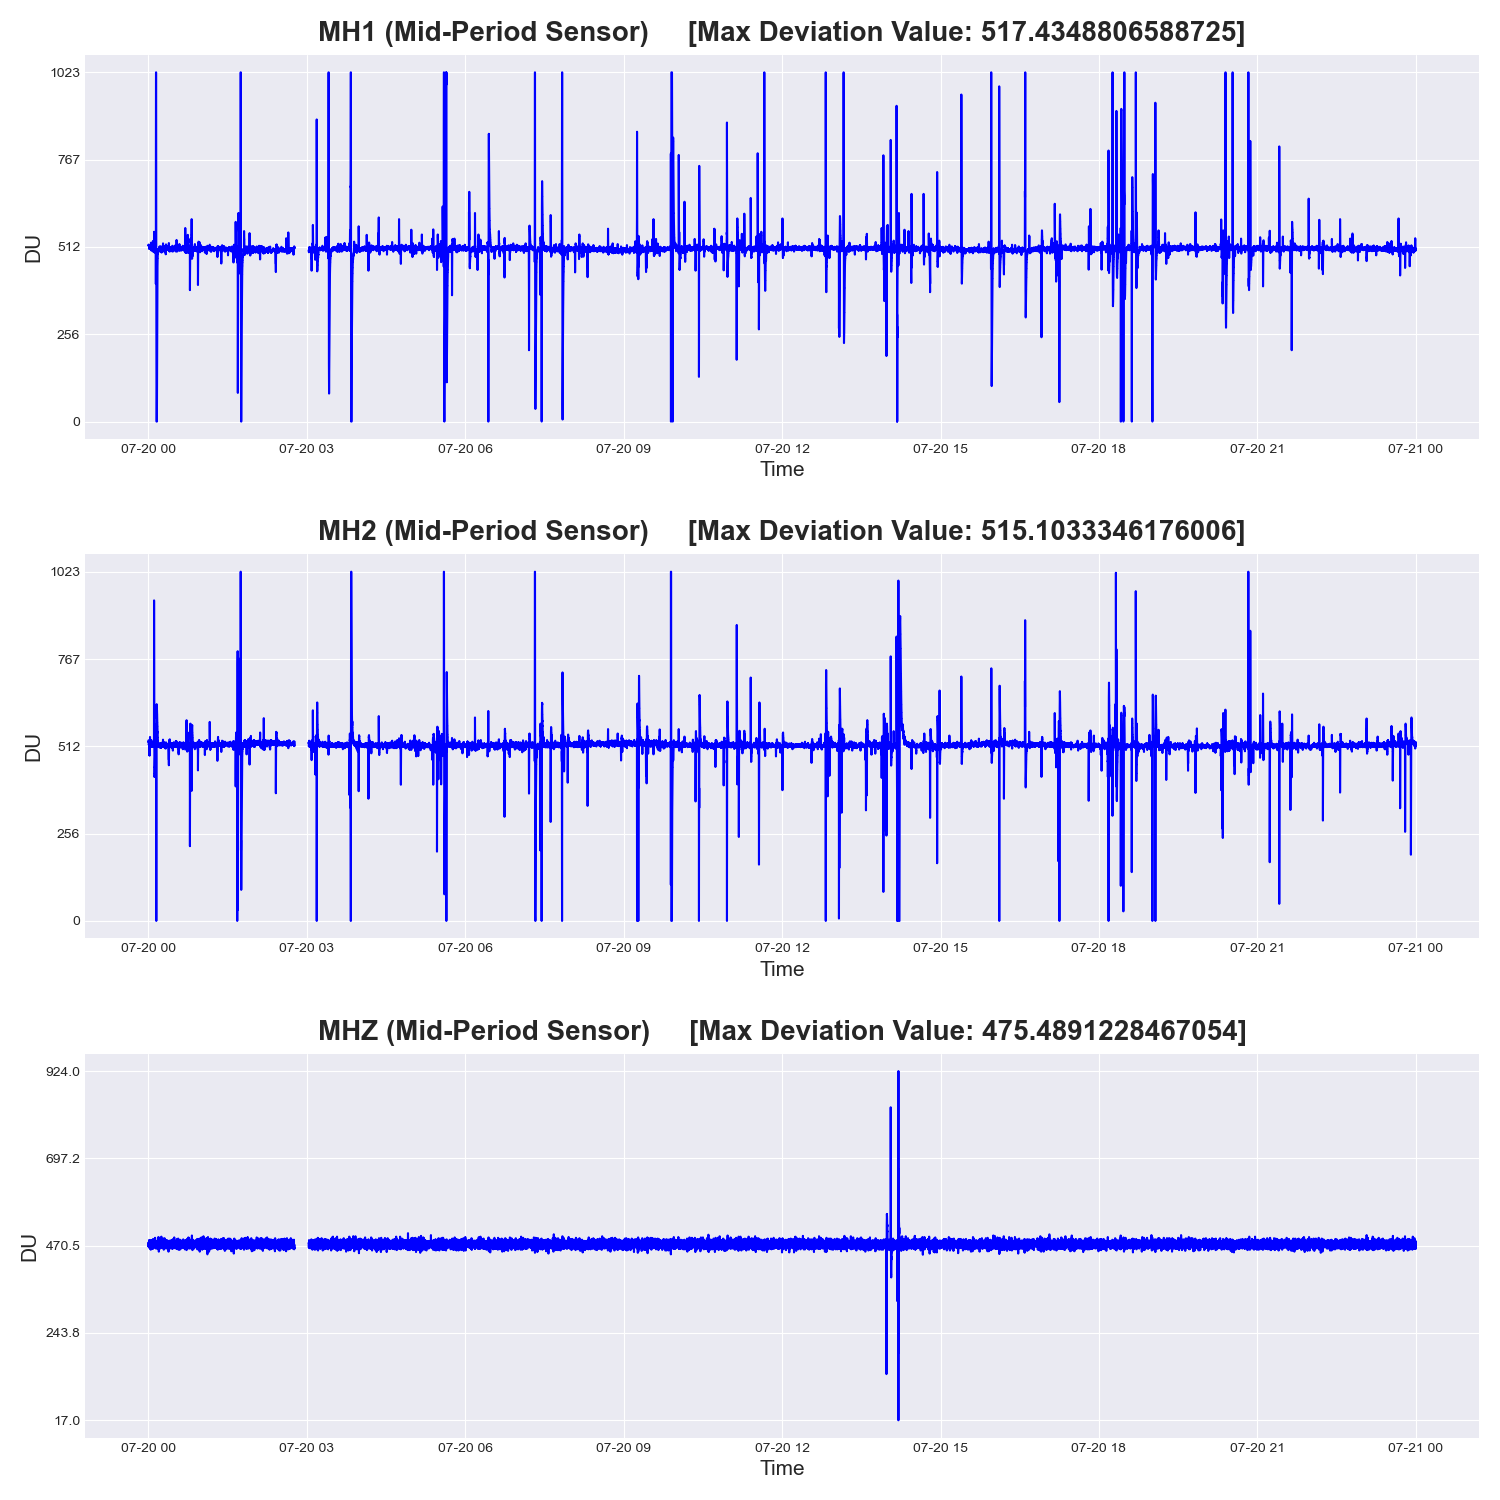 MH1 (Mid-Period Sensor) [Max Deviation Value: 517.4348806588725]
1023
767
512
256
0
DU
07-20 00 07-20 03 07-20 06 07-20 09 07-20 12 07-20 15 07-20 18 07-20 21 07-21 00
Time
MH2 (Mid-Period Sensor) [Max Deviation Value: 515.1033346176006]
1023
767
512
256
0
DU
07-20 00 07-20 03 07-20 06 07-20 09 07-20 12 07-20 15 07-20 18 07-20 21 07-21 00
Time
MHZ (Mid-Period Sensor) [Max Deviation Value: 475.4891228467054]
924.0
697.2
470.5
243.8
17.0
DU
07-20 00 07-20 03 07-20 06 07-20 09 07-20 12 07-20 15 07-20 18 07-20 21 07-21 00
Time